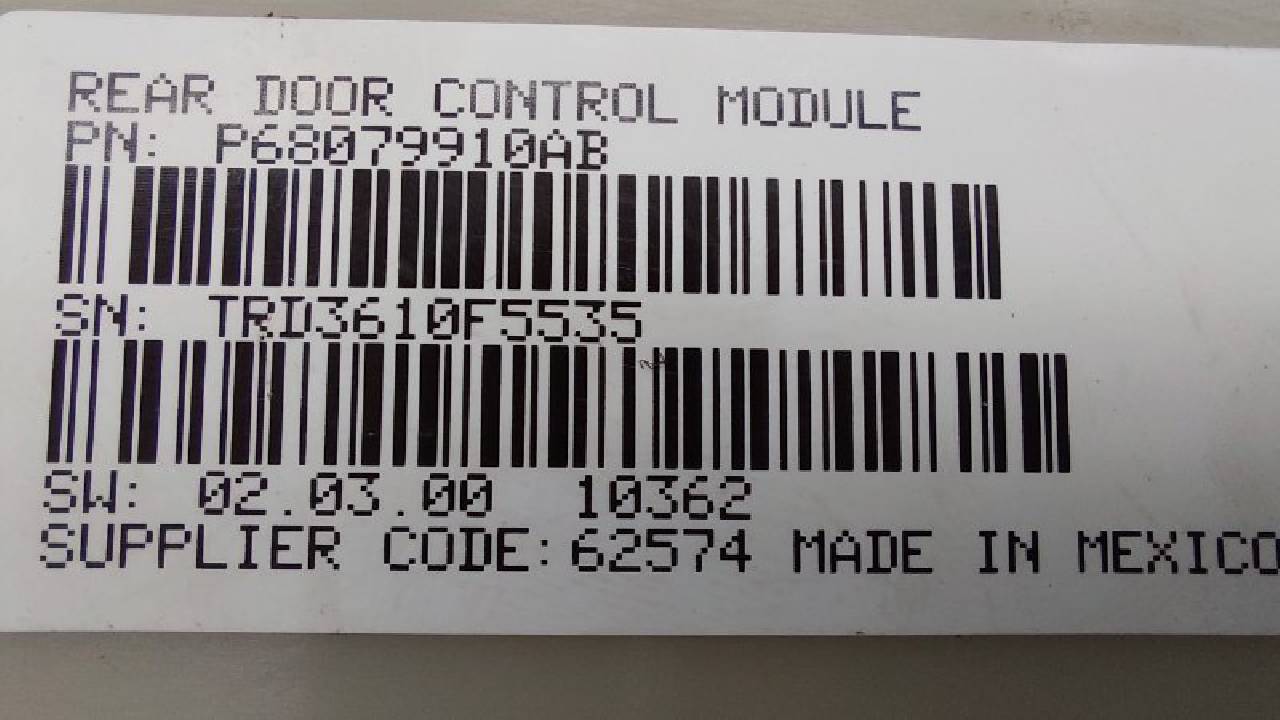 REAR DOOR CONTROL MODULE
PN: P68079910AB
SN: TRD3610F5535
SW: 02.03.00 10362
SUPPLIER CODE: 62574 MADE IN MEXICO